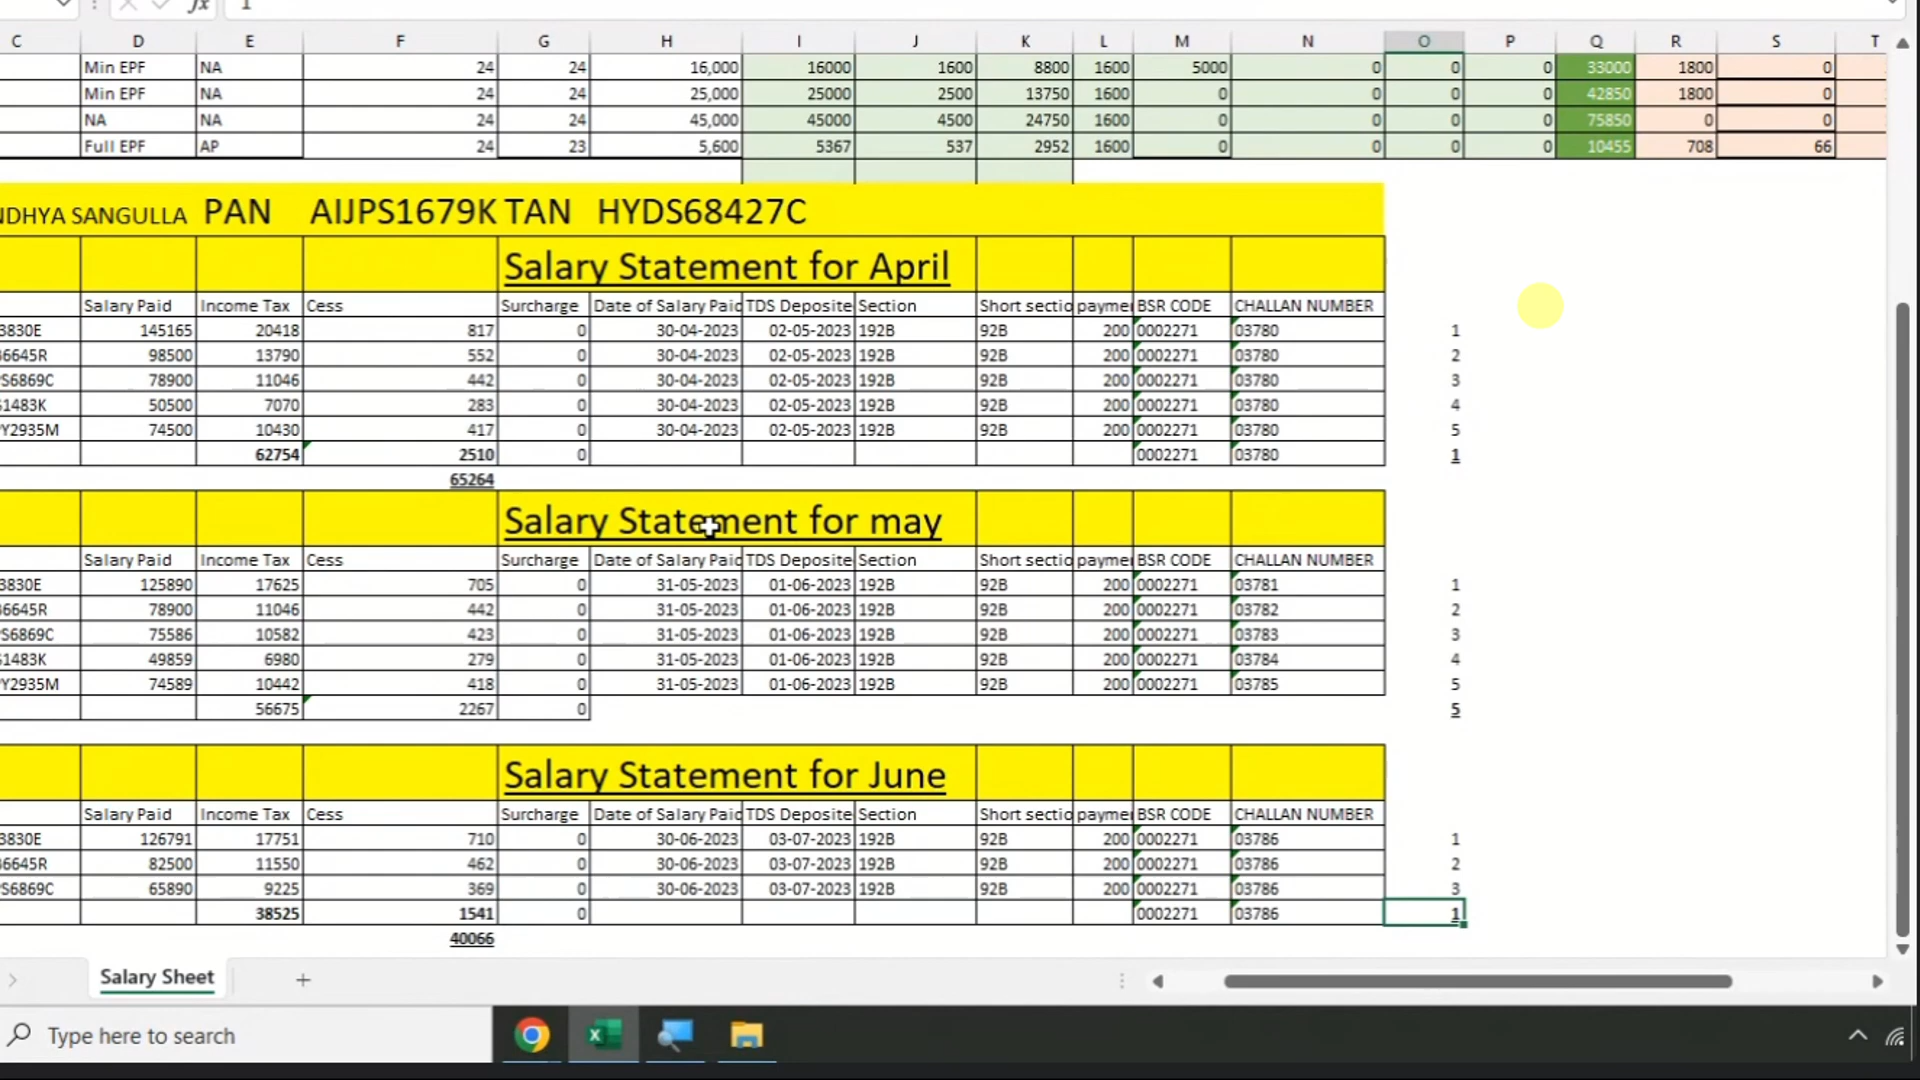 fx 1
C D E F G H I J K L M N O P Q R S T
Min EPF NA 24 24 16,000 16000 1600 8800 1600 5000 0 0 0 33000 1800 0
Min EPF NA 24 24 25,000 25000 2500 13750 1600 0 0 0 0 42850 1800 0
NA NA 24 24 45,000 45000 4500 24750 1600 0 0 0 0 75850 0 0
Full EPF AP 24 23 5,600 5367 537 2952 1600 0 0 0 0 10455 708 66
NDHYA SANGULLA PAN AIJPS1679K TAN HYDS68427C
Salary Statement for April
Salary Paid Income Tax Cess Surcharge Date of Salary Paid TDS Deposite Section Short sectio payme BSR CODE CHALLAN NUMBER
3830E 145165 20418 817 0 30-04-2023 02-05-2023 192B 92B 200 0002271 03780 1
6645R 98500 13790 552 0 30-04-2023 02-05-2023 192B 92B 200 0002271 03780 2
S6869C 78900 11046 442 0 30-04-2023 02-05-2023 192B 92B 200 0002271 03780 3
1483K 50500 7070 283 0 30-04-2023 02-05-2023 192B 92B 200 0002271 03780 4
Y2935M 74500 10430 417 0 30-04-2023 02-05-2023 192B 92B 200 0002271 03780 5
62754 2510 0 0002271 03780 1
65264
Salary Statement for may
Salary Paid Income Tax Cess Surcharge Date of Salary Paid TDS Deposite Section Short sectio payme BSR CODE CHALLAN NUMBER
3830E 125890 17625 705 0 31-05-2023 01-06-2023 192B 92B 200 0002271 03781 1
6645R 78900 11046 442 0 31-05-2023 01-06-2023 192B 92B 200 0002271 03782 2
S6869C 75586 10582 423 0 31-05-2023 01-06-2023 192B 92B 200 0002271 03783 3
1483K 49859 6980 279 0 31-05-2023 01-06-2023 192B 92B 200 0002271 03784 4
Y2935M 74589 10442 418 0 31-05-2023 01-06-2023 192B 92B 200 0002271 03785 5
56675 2267 0 5
Salary Statement for June
Salary Paid Income Tax Cess Surcharge Date of Salary Paid TDS Deposite Section Short sectio payme BSR CODE CHALLAN NUMBER
3830E 126791 17751 710 0 30-06-2023 03-07-2023 192B 92B 200 0002271 03786 1
6645R 82500 11550 462 0 30-06-2023 03-07-2023 192B 92B 200 0002271 03786 2
S6869C 65890 9225 369 0 30-06-2023 03-07-2023 192B 92B 200 0002271 03786 3
38525 1541 0 0002271 03786 1
40066
Salary Sheet
Type here to search